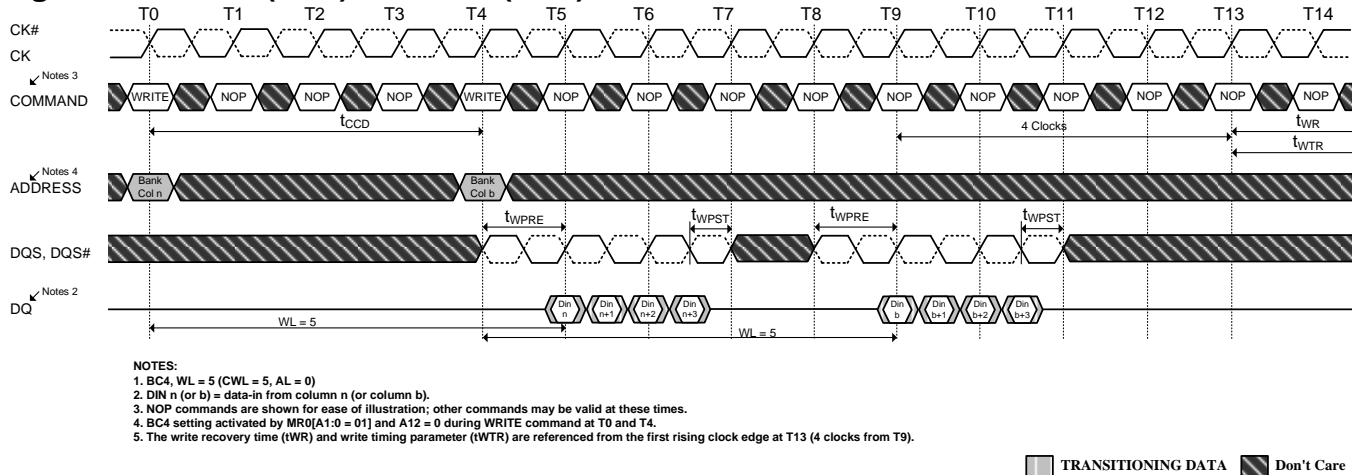 T0 T1 T2 T3 T4 T5 T6 T7 T8 T9 T10 T11 T12 T13 T14
CK#
CK
Notes 3
COMMAND
WRITE NOP NOP NOP WRITE NOP NOP NOP NOP NOP NOP NOP NOP NOP NOP
tCCD
4 Clocks
tWR
tWTR
Notes 4
ADDRESS
Bank
Col n
Bank
Col b
tWPRE tWPST tWPRE tWPST
DQS, DQS#
Notes 2
DQ
Din
n
Din
n+1
Din
n+2
Din
n+3
Din
b
Din
b+1
Din
b+2
Din
b+3
WL = 5
WL = 5
NOTES:
1. BC4, WL = 5 (CWL = 5, AL = 0)
2. DIN n (or b) = data-in from column n (or column b).
3. NOP commands are shown for ease of illustration; other commands may be valid at these times.
4. BC4 setting activated by MR0[A1:0 = 01] and A12 = 0 during WRITE command at T0 and T4.
5. The write recovery time (tWR) and write timing parameter (tWTR) are referenced from the first rising clock edge at T13 (4 clocks from T9).
TRANSITIONING DATA Don't Care